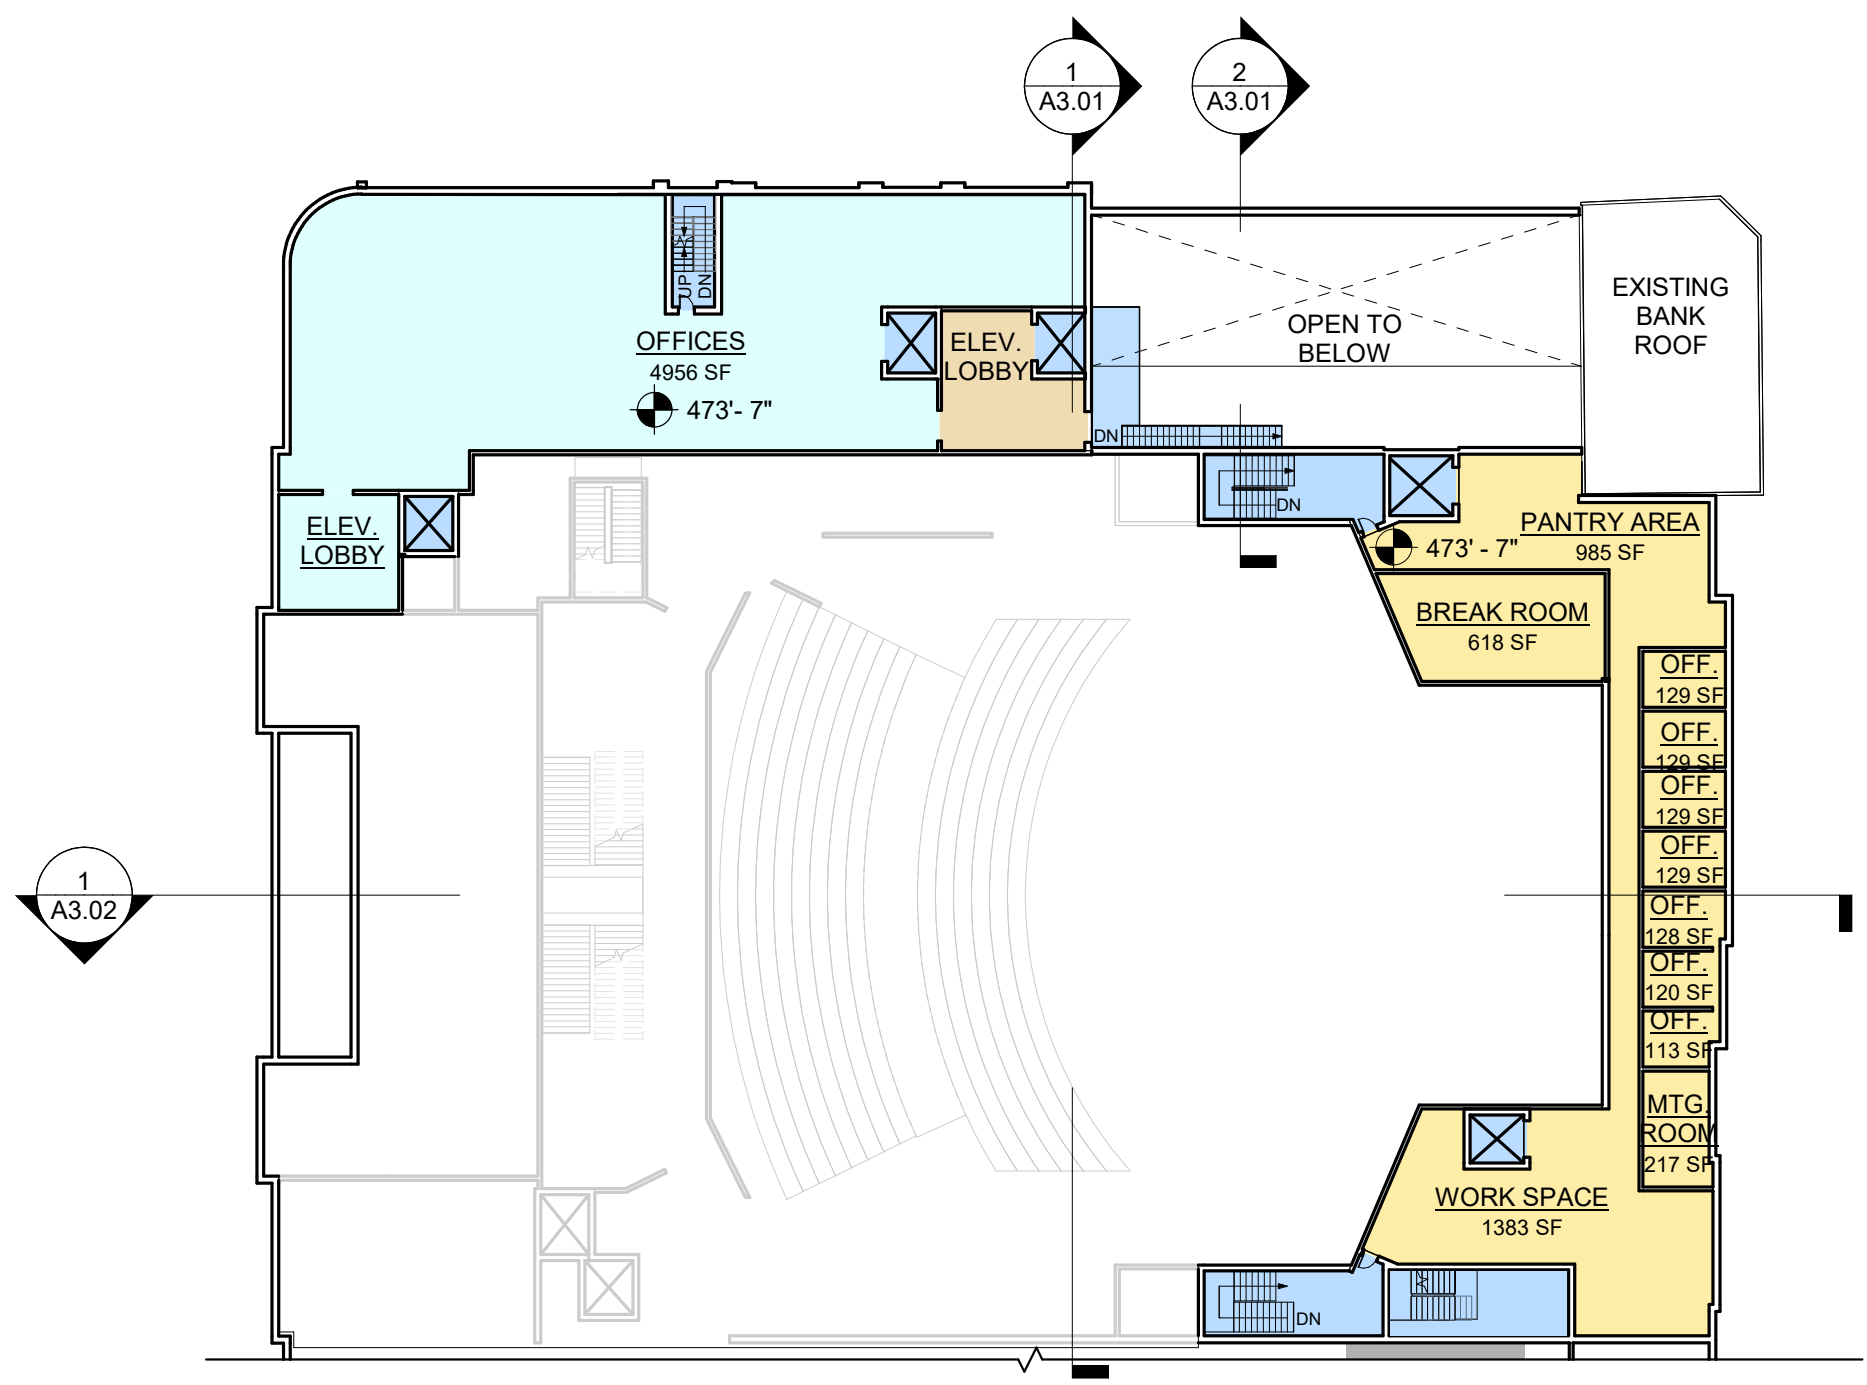 1
A3.01
2
A3.01
UP
DN
OFFICES
4956 SF
473'- 7"
ELEV.
LOBBY
OPEN TO
BELOW
EXISTING
BANK
ROOF
DN
ELEV.
LOBBY
DN
PANTRY AREA
985 SF
473' - 7"
BREAK ROOM
618 SF
OFF.
129 SF
OFF.
129 SF
OFF.
129 SF
OFF.
129 SF
OFF.
128 SF
OFF.
120 SF
OFF.
113 SF
1
A3.02
MTG.
ROOM
217 SF
WORK SPACE
1383 SF
DN